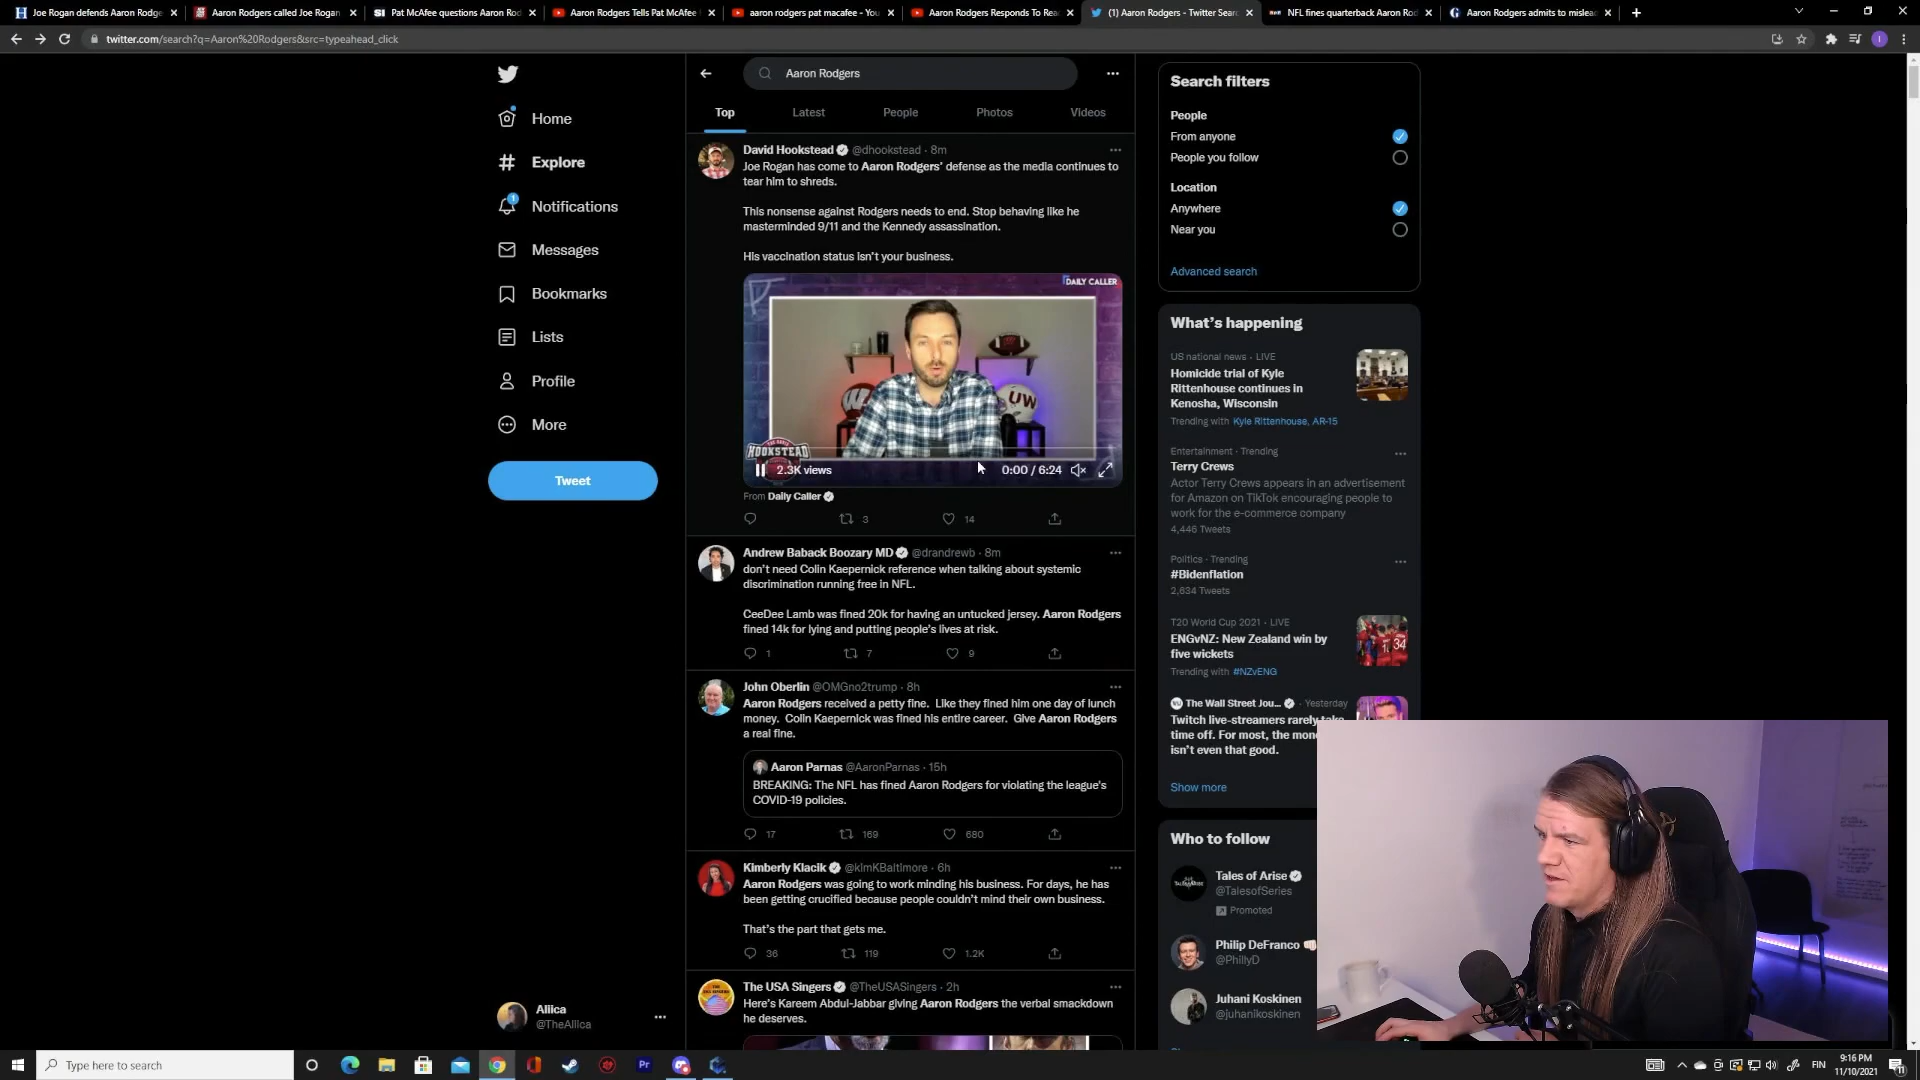 Joe Rogan defends Aaron Rodge
Aaron Rodgers called Joe Rogan
Pat McAfee questions Aaron Rod
Aaron Rodgers Tells Pat McAfee
aaron rodgers pat macafee - You
Aaron Rodgers Responds To Rea
(1) Aaron Rodgers - Twitter Sear
NFL fines quarterback Aaron Rod
Aaron Rodgers admits to mislea
twitter.com/search?q=Aaron%20Rodgers&src=typeahead_click
Home
Explore
Notifications
Messages
Bookmarks
Lists
Profile
More
Tweet
Allica
@TheAllica
Aaron Rodgers
Top Latest People Photos Videos
David Hookstead @dhookstead · 8m
Joe Rogan has come to Aaron Rodgers' defense as the media continues to
tear him to shreds.
This nonsense against Rodgers needs to end. Stop behaving like he
masterminded 9/11 and the Kennedy assassination.
His vaccination status isn't your business.
DAILY CALLER
UW
HOOKSTEAD
2.3K views
0:00 / 6:24
From Daily Caller
3 14
Andrew Baback Boozary MD @drandrewb · 8m
don't need Colin Kaepernick reference when talking about systemic
discrimination running free in NFL.
CeeDee Lamb was fined 20k for having an untucked jersey. Aaron Rodgers
fined 14k for lying and putting people's lives at risk.
1 7 9
John Oberlin @OMGno2trump · 8h
Aaron Rodgers received a petty fine. Like they fined him one day of lunch
money. Colin Kaepernick was fined his entire career. Give Aaron Rodgers
a real fine.
Aaron Parnas @AaronParnas · 15h
BREAKING: The NFL has fined Aaron Rodgers for violating the league's
COVID-19 policies.
17 169 680
Kimberly Klacik @kimKBaltimore · 6h
Aaron Rodgers was going to work minding his business. For days, he has
been getting crucified because people couldn't mind their own business.
That's the part that gets me.
36 119 1.2K
The USA Singers @TheUSASingers · 2h
Here's Kareem Abdul-Jabbar giving Aaron Rodgers the verbal smackdown
he deserves.
Search filters
People
From anyone
People you follow
Location
Anywhere
Near you
Advanced search
What's happening
US national news · LIVE
Homicide trial of Kyle
Rittenhouse continues in
Kenosha, Wisconsin
Trending with Kyle Rittenhouse, AR-15
Entertainment · Trending
Terry Crews
Actor Terry Crews appears in an advertisement
for Amazon on TikTok encouraging people to
work for the e-commerce company
4,446 Tweets
Politics · Trending
#Bidenflation
2,634 Tweets
T20 World Cup 2021 · LIVE
ENGvNZ: New Zealand win by
five wickets
Trending with #NZvENG
The Wall Street Jou... · Yesterday
Twitch live-streamers rarely take
time off. For most, the mon
isn't even that good.
Show more
Who to follow
Tales of Arise
@TalesofSeries
Promoted
Philip DeFranco
@PhillyD
Juhani Koskinen
@juhanikoskinen
Type here to search
FIN
9:16 PM
11/10/2021